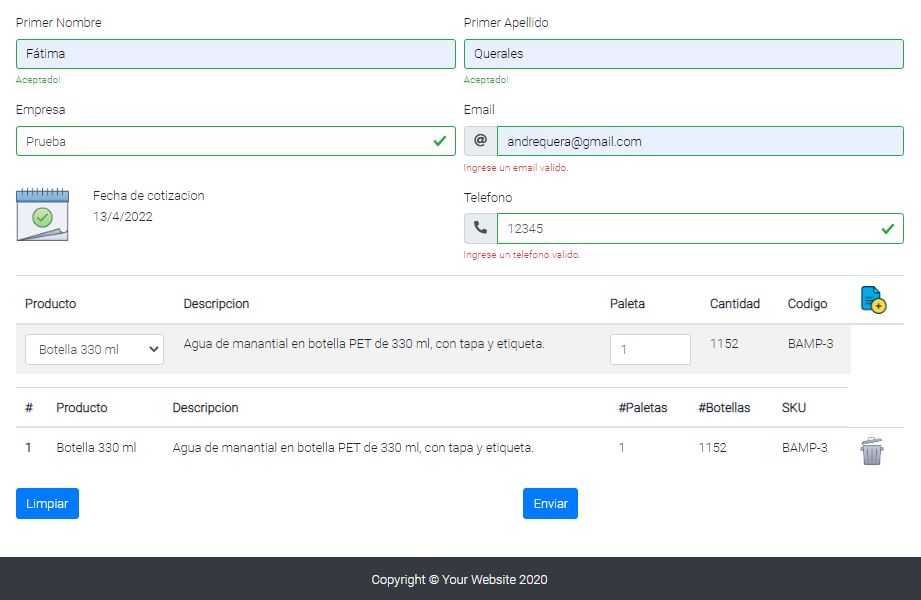 Primer Nombre
Primer Apellido
Fátima
Querales
Aceptado!
Aceptado!
Empresa
Email
Prueba
@ andrequera@gmail.com
Ingrese un email valido.
Fecha de cotizacion
13/4/2022
Telefono
12345
Ingrese un telefono valido.
Producto Descripcion Paleta Cantidad Codigo
Botella 330 ml Agua de manantial en botella PET de 330 ml, con tapa y etiqueta. 1 1152 BAMP-3
# Producto Descripcion #Paletas #Botellas SKU
1 Botella 330 ml Agua de manantial en botella PET de 330 ml, con tapa y etiqueta. 1 1152 BAMP-3
Limpiar
Enviar
Copyright © Your Website 2020